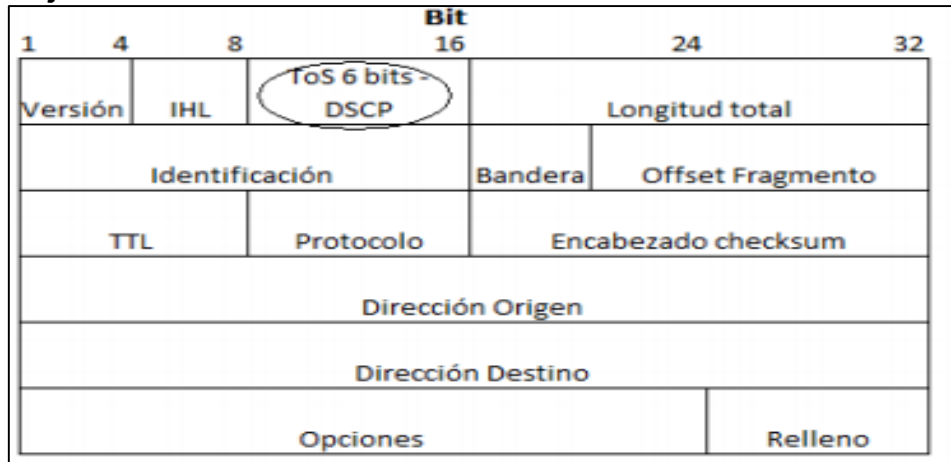 Bit
1 4 8 16 24 32
Versión IHL ToS 6 bits - DSCP Longitud total
Identificación Bandera Offset Fragmento
TTL Protocolo Encabezado checksum
Dirección Origen
Dirección Destino
Opciones Relleno